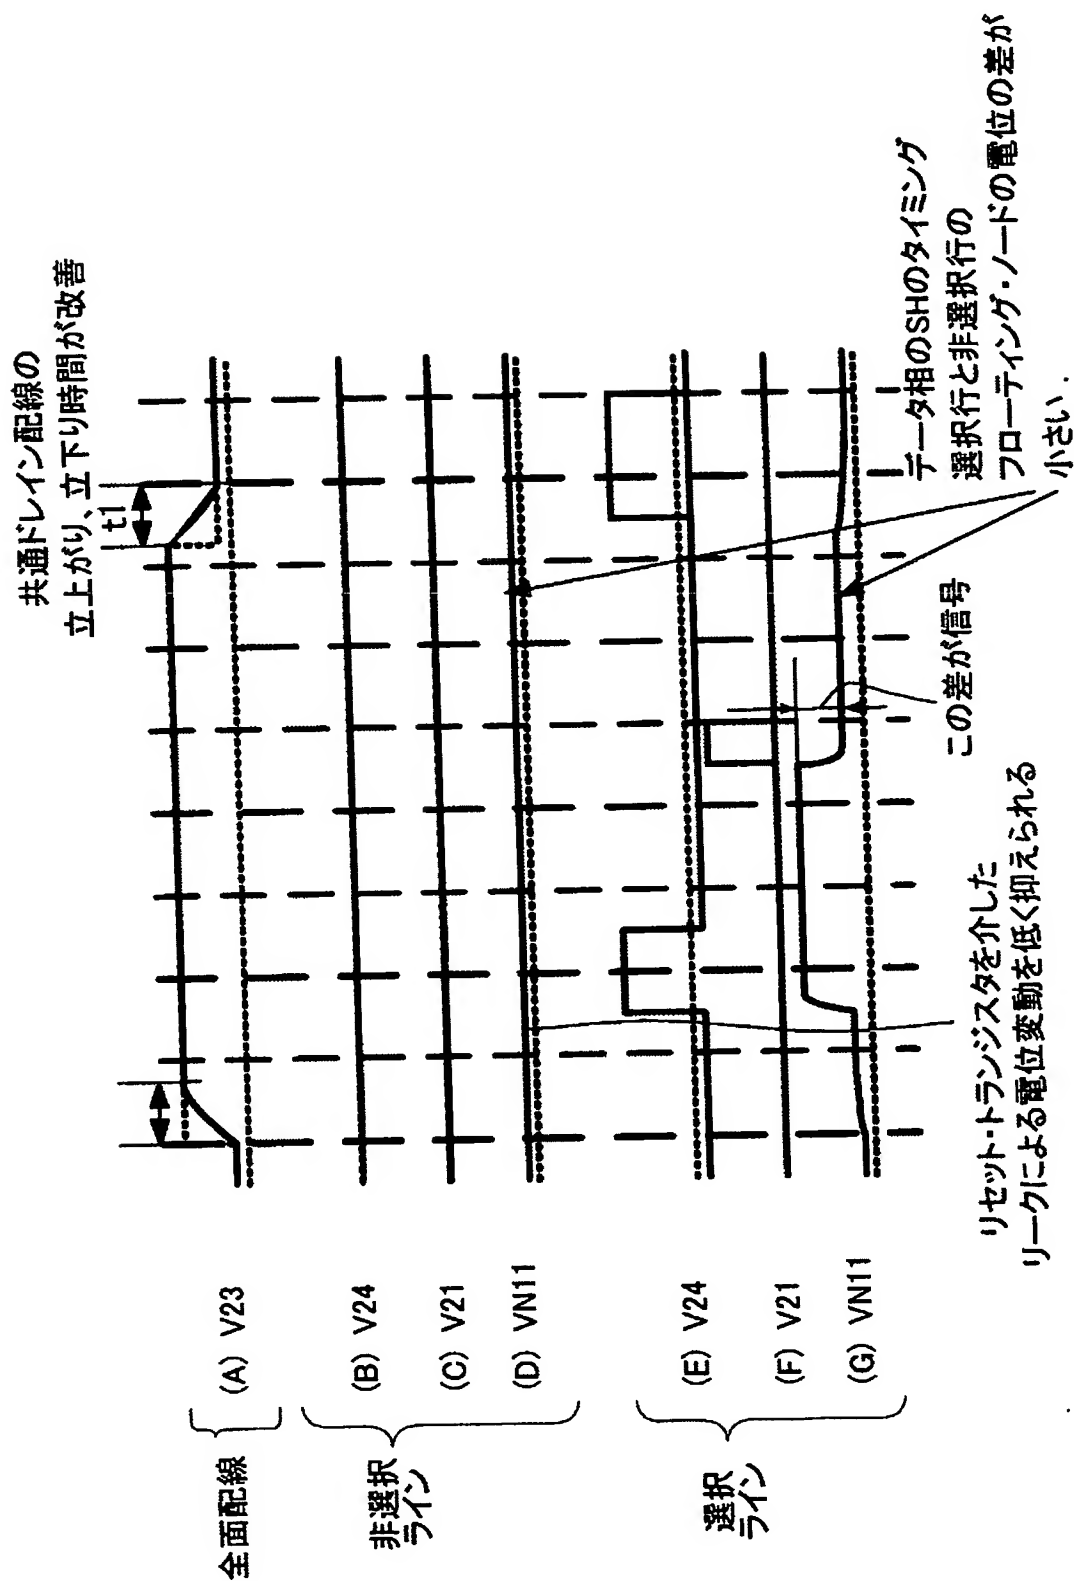 共通ドレイン配線の
立上がり、立下り時間が改善
t1
全面配線
(A) V23
非選択
ライン
(B) V24
(C) V21
(D) VN11
選択
ライン
(E) V24
(F) V21
(G) VN11
リセット・トランジスタを介した
リークによる電位変動を低く抑えられる
この差が信号
データ相のSHのタイミング
選択行と非選択行の
フローティング・ノードの電位の差が
小さい.